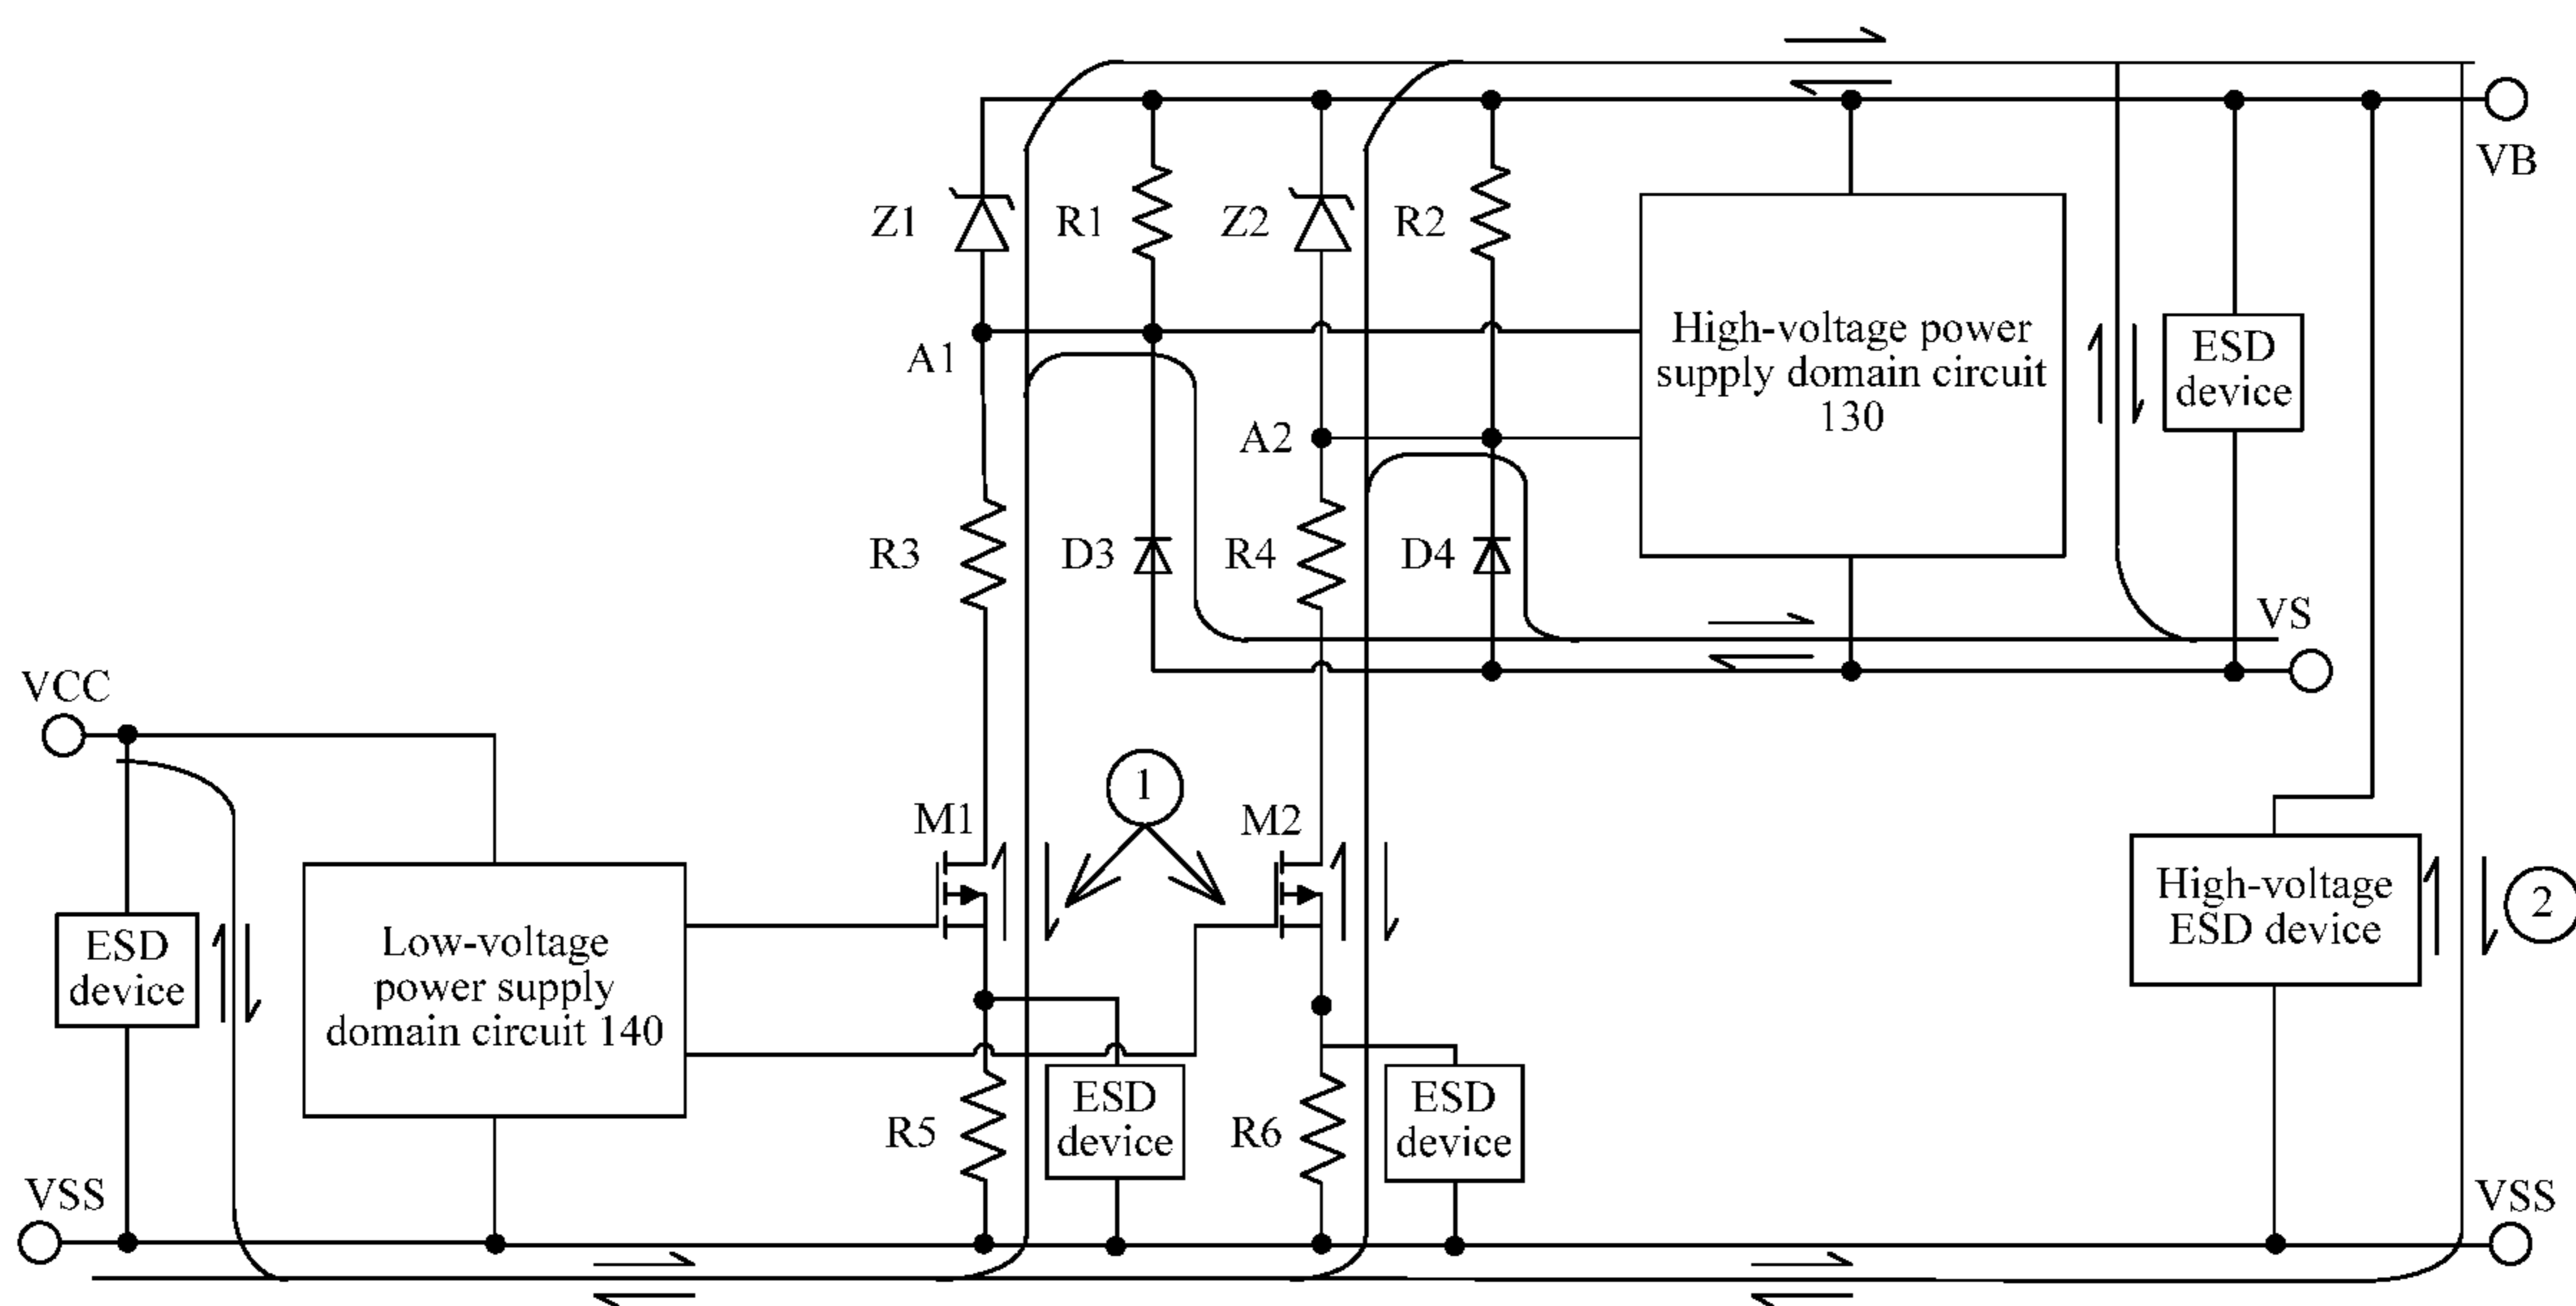 VB
Z1
R1
Z2
R2
High-voltage power
supply domain circuit
130
ESD
device
A1
A2
R3
D3
R4
D4
VS
VCC
1
M1
M2
High-voltage
ESD device
2
ESD
device
Low-voltage
power supply
domain circuit 140
R5
ESD
device
R6
ESD
device
VSS
VSS